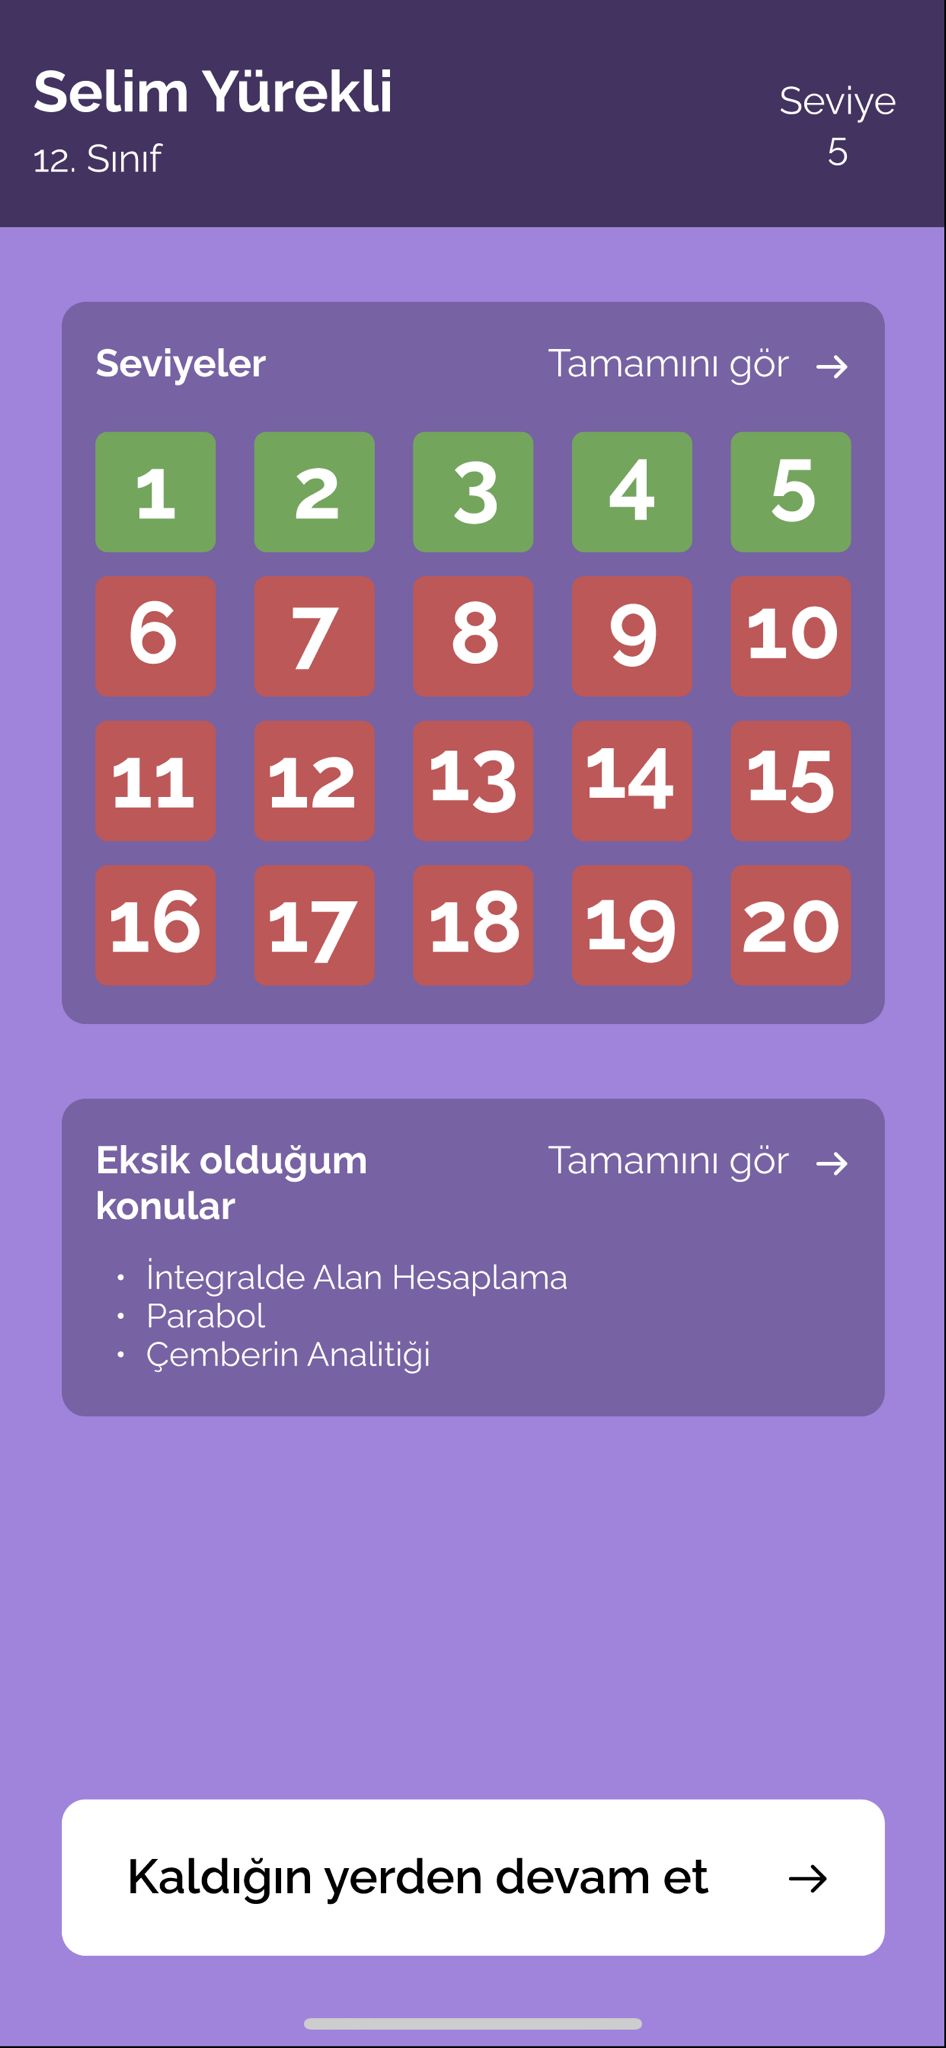 Selim Yürekli
12. Sınıf
Seviye
5
Seviyeler
Tamamını gör →
1 2 3 4 5
6 7 8 9 10
11 12 13 14 15
16 17 18 19 20
Eksik olduğum
konular
Tamamını gör →
• İntegralde Alan Hesaplama
• Parabol
• Çemberin Analitiği
Kaldığın yerden devam et →